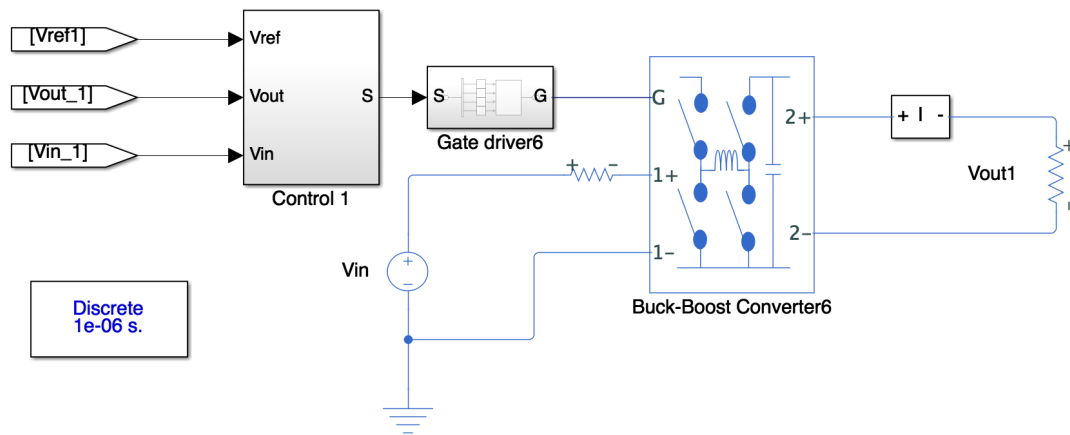 [Vref1]
[Vout_1]
[Vin_1]
Vref
Vout
Vin
S
Control 1
S
G
Gate driver6
G
1+
1-
2+
2-
Buck-Boost Converter6
+ I -
+
-
Vout1
+
-
Vin
+
−
Discrete
1e-06 s.